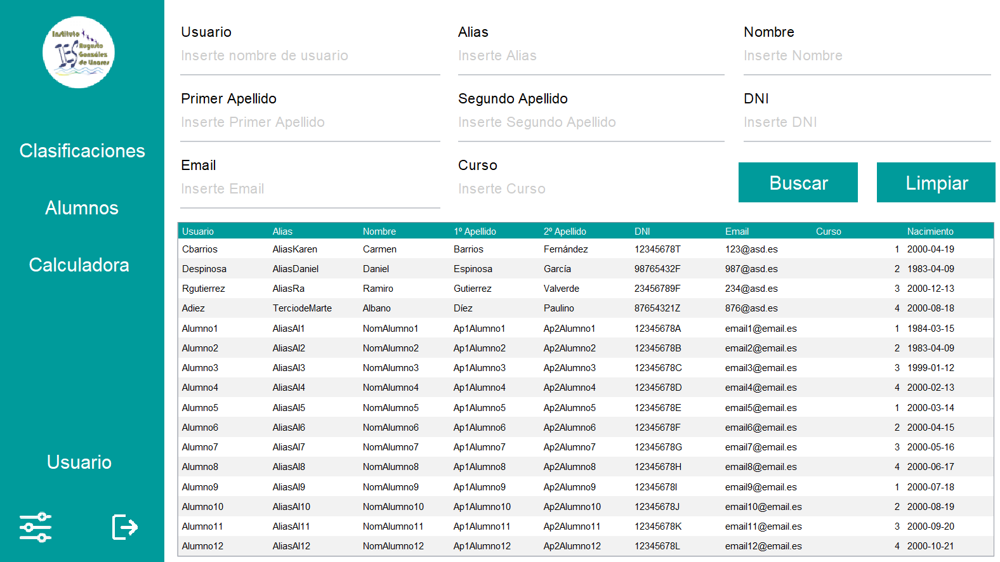 Instituto
IES Augusto
González
de Linares
Clasificaciones
Alumnos
Calculadora
Usuario
Usuario Alias Nombre
Inserte nombre de usuario Inserte Alias Inserte Nombre
Primer Apellido Segundo Apellido DNI
Inserte Primer Apellido Inserte Segundo Apellido Inserte DNI
Email Curso
Inserte Email Inserte Curso
Buscar Limpiar
Usuario Alias Nombre 1º Apellido 2º Apellido DNI Email Curso Nacimiento
Cbarrios AliasKaren Carmen Barrios Fernández 12345678T 123@asd.es 1 2000-04-19
Despinosa AliasDaniel Daniel Espinosa García 98765432F 987@asd.es 2 1983-04-09
Rgutierrez AliasRa Ramiro Gutierrez Valverde 23456789F 234@asd.es 3 2000-12-13
Adiez TerciodeMarte Albano Díez Paulino 87654321Z 876@asd.es 4 2000-08-18
Alumno1 AliasAl1 NomAlumno1 Ap1Alumno1 Ap2Alumno1 12345678A email1@email.es 1 1984-03-15
Alumno2 AliasAl2 NomAlumno2 Ap1Alumno2 Ap2Alumno2 12345678B email2@email.es 2 1983-04-09
Alumno3 AliasAl3 NomAlumno3 Ap1Alumno3 Ap2Alumno3 12345678C email3@email.es 3 1999-01-12
Alumno4 AliasAl4 NomAlumno4 Ap1Alumno4 Ap2Alumno4 12345678D email4@email.es 4 2000-02-13
Alumno5 AliasAl5 NomAlumno5 Ap1Alumno5 Ap2Alumno5 12345678E email5@email.es 1 2000-03-14
Alumno6 AliasAl6 NomAlumno6 Ap1Alumno6 Ap2Alumno6 12345678F email6@email.es 2 2000-04-15
Alumno7 AliasAl7 NomAlumno7 Ap1Alumno7 Ap2Alumno7 12345678G email7@email.es 3 2000-05-16
Alumno8 AliasAl8 NomAlumno8 Ap1Alumno8 Ap2Alumno8 12345678H email8@email.es 4 2000-06-17
Alumno9 AliasAl9 NomAlumno9 Ap1Alumno9 Ap2Alumno9 12345678I email9@email.es 1 2000-07-18
Alumno10 AliasAl10 NomAlumno10 Ap1Alumno10 Ap2Alumno10 12345678J email10@email.es 2 2000-08-19
Alumno11 AliasAl11 NomAlumno11 Ap1Alumno11 Ap2Alumno11 12345678K email11@email.es 3 2000-09-20
Alumno12 AliasAl12 NomAlumno12 Ap1Alumno12 Ap2Alumno12 12345678L email12@email.es 4 2000-10-21